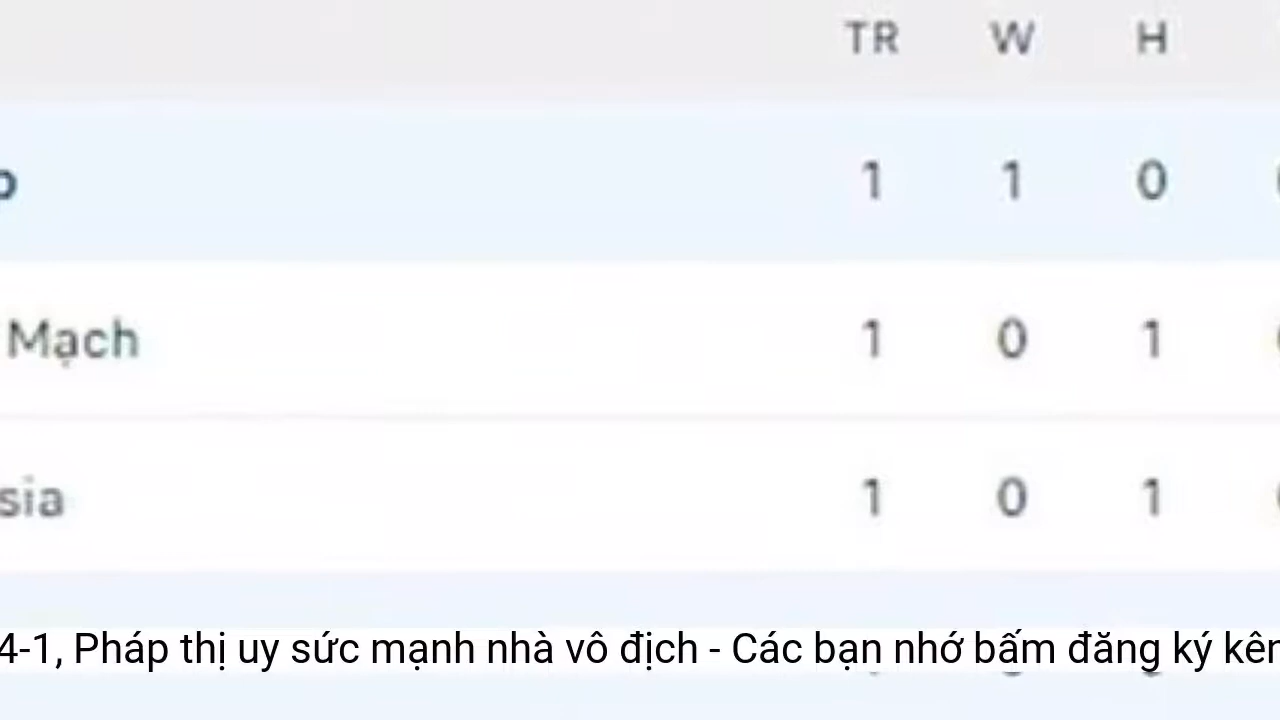 TR W H
p 1 1 0
Mạch 1 0 1
sia 1 0 1
4-1, Pháp thị uy sức mạnh nhà vô địch - Các bạn nhớ bấm đăng ký kên